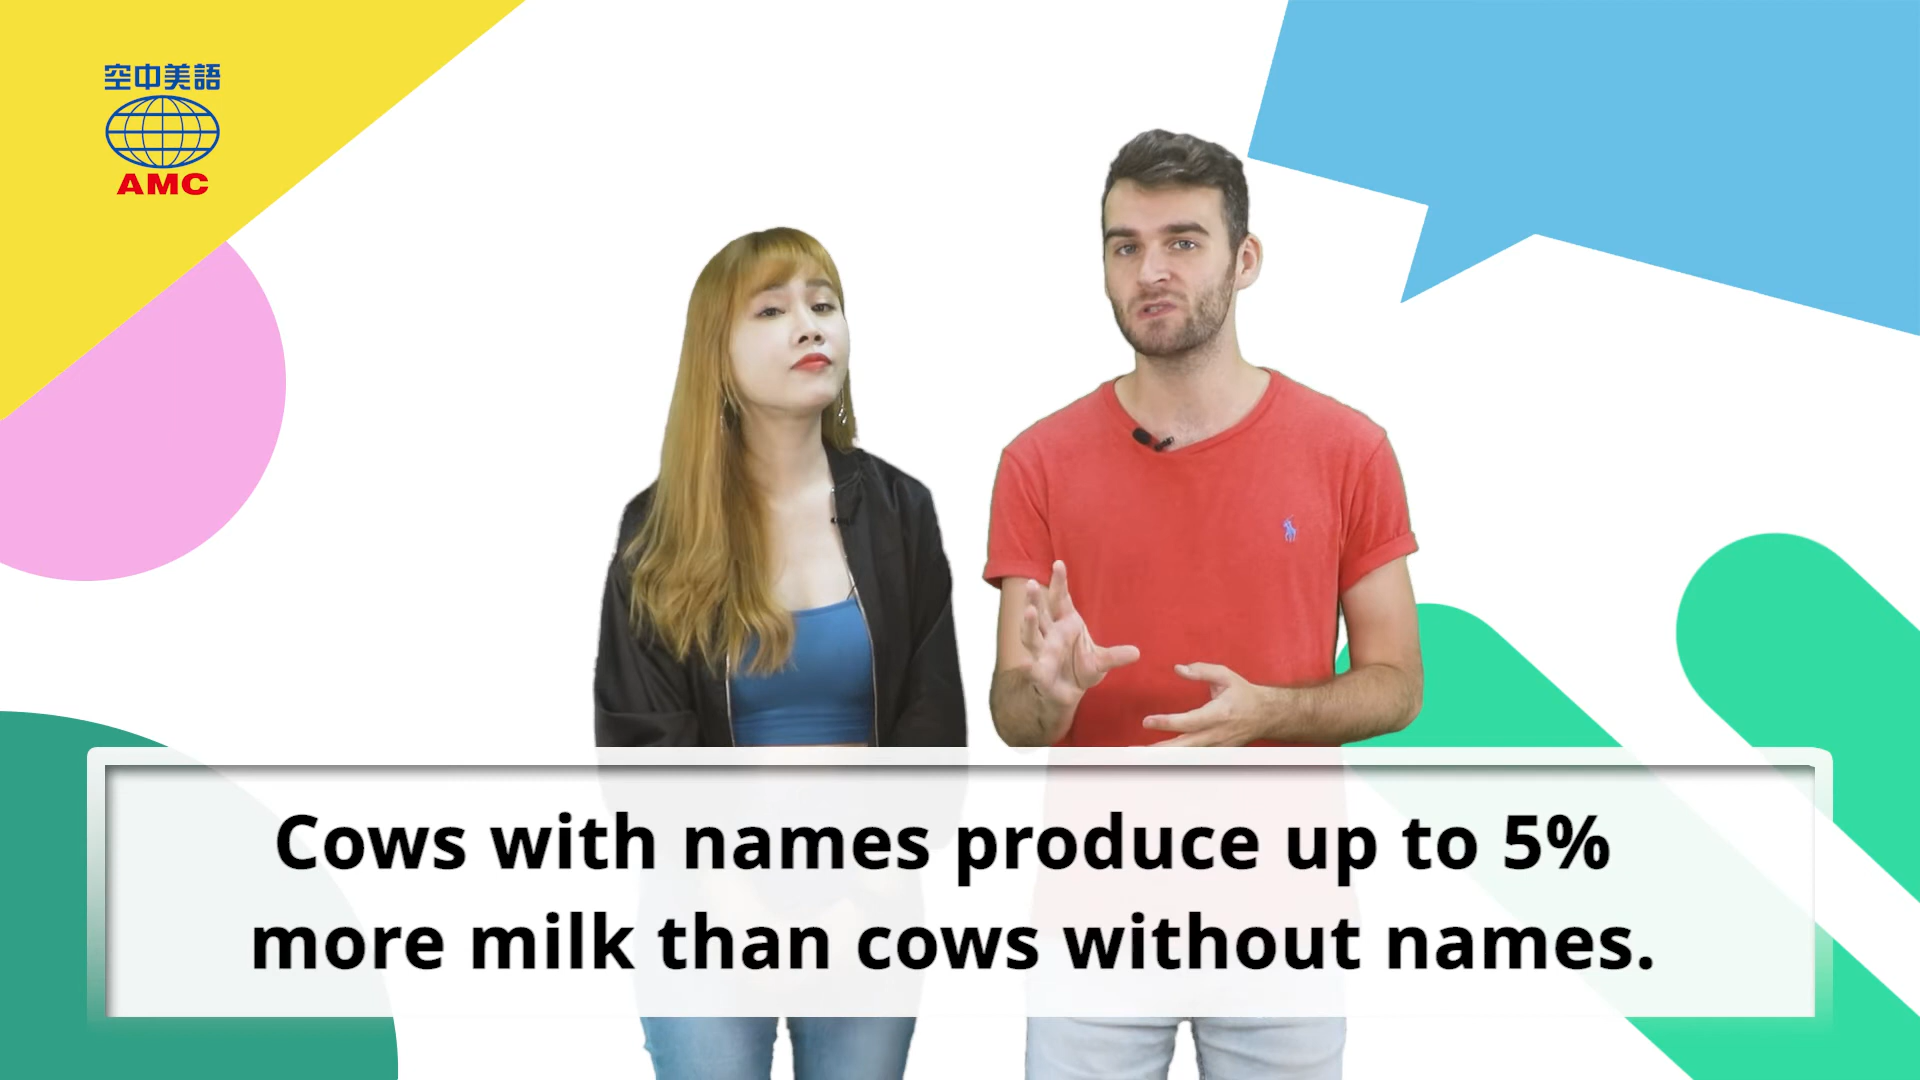 空中美語
AMC
Cows with names produce up to 5%
more milk than cows without names.